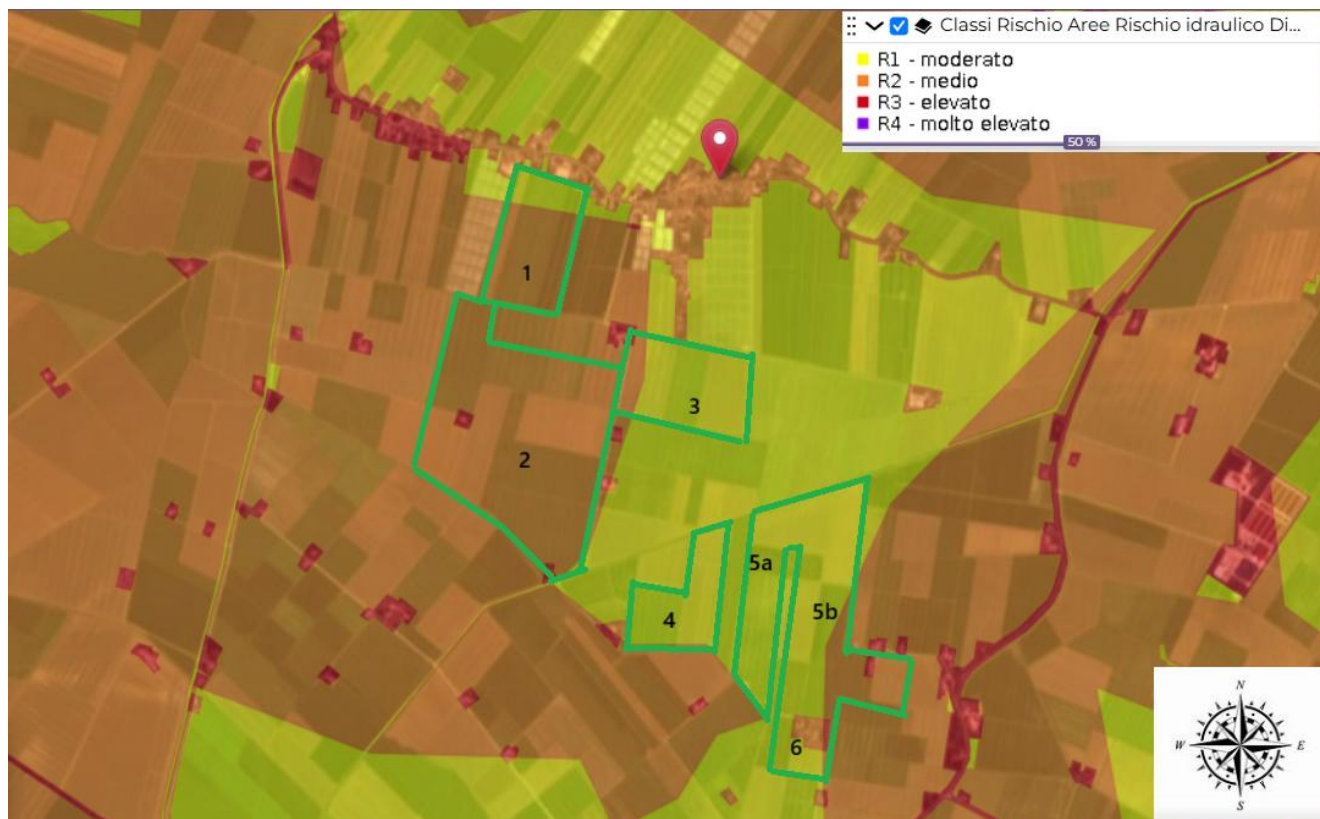 Classi Rischio Aree Rischio idraulico Di...
R1 - moderato
R2 - medio
R3 - elevato
R4 - molto elevato
50 %
1
2
3
4
5a
5b
6
N
W E
S